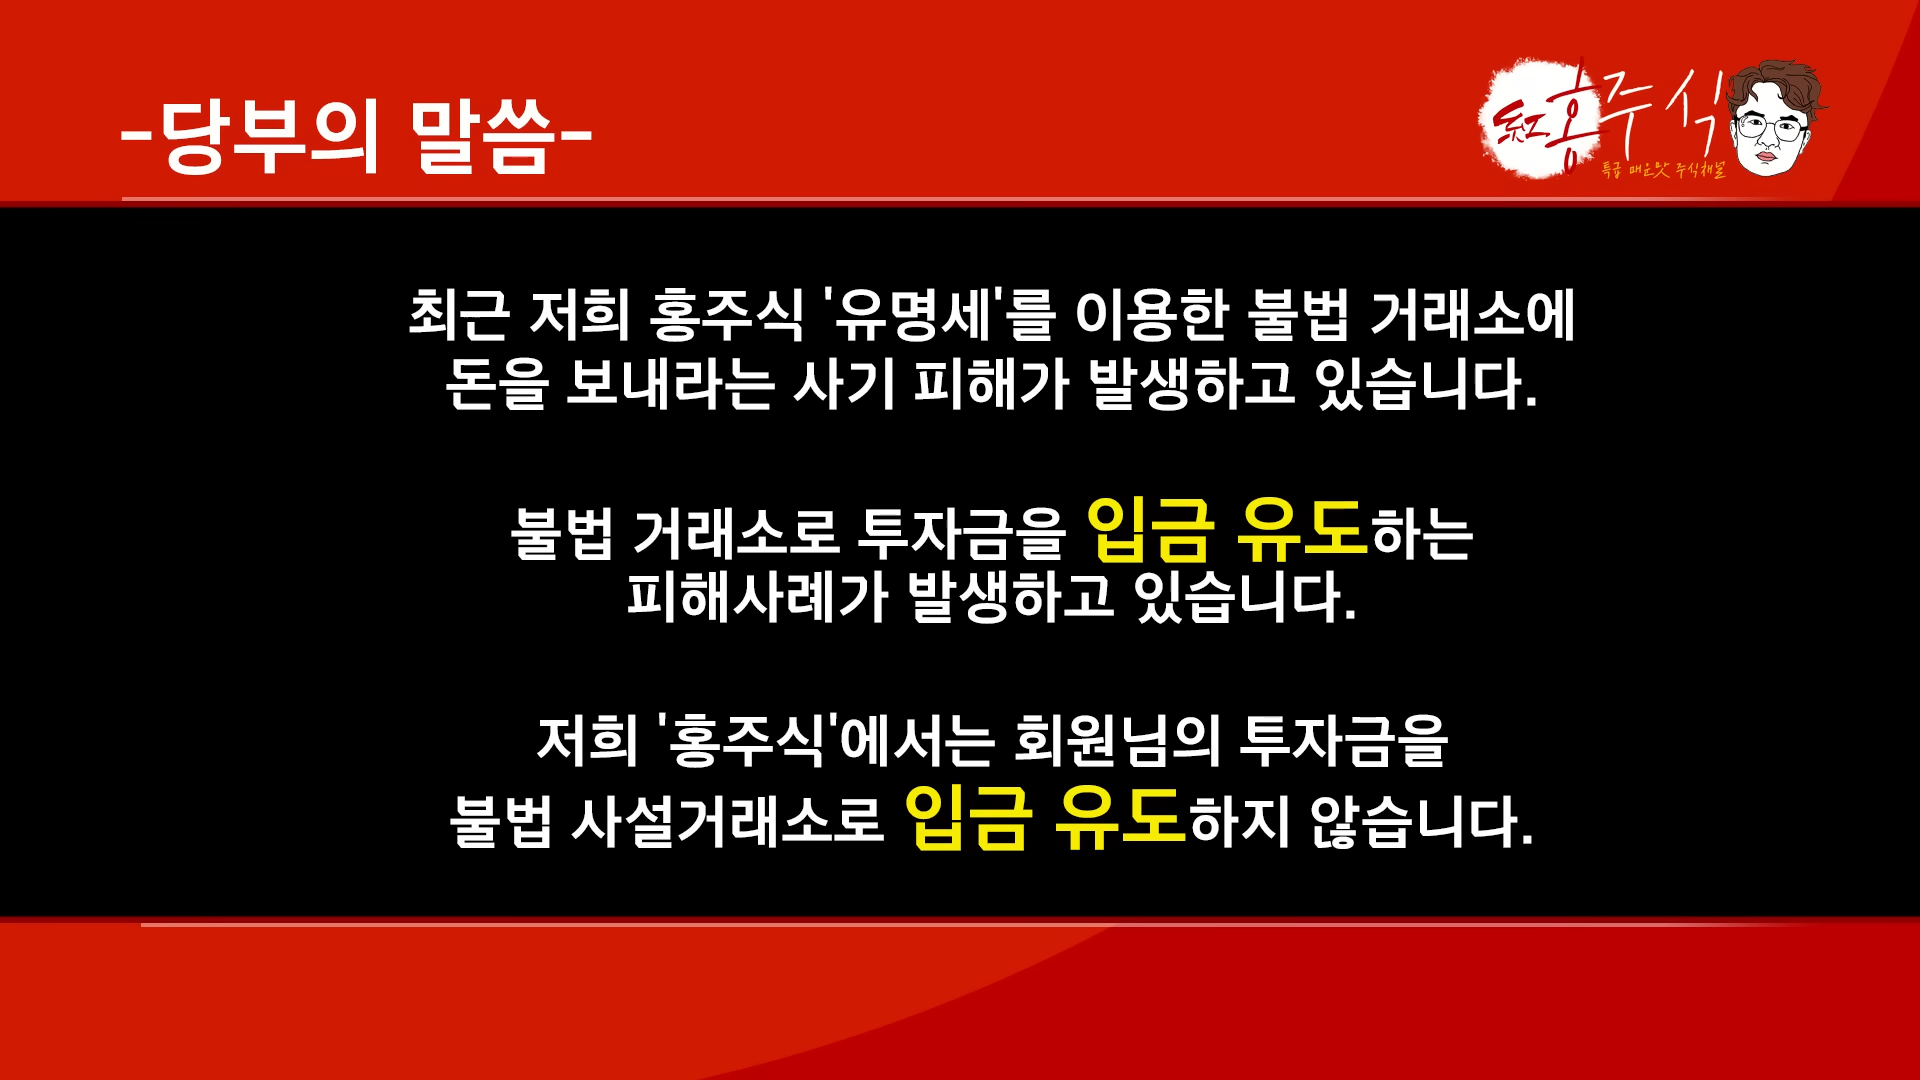 -당부의 말씀-
紅홍주식
특급 매운맛 주식채널
최근 저희 홍주식 '유명세'를 이용한 불법 거래소에
돈을 보내라는 사기 피해가 발생하고 있습니다.
불법 거래소로 투자금을 입금 유도하는
피해사례가 발생하고 있습니다.
저희 '홍주식'에서는 회원님의 투자금을
불법 사설거래소로 입금 유도하지 않습니다.